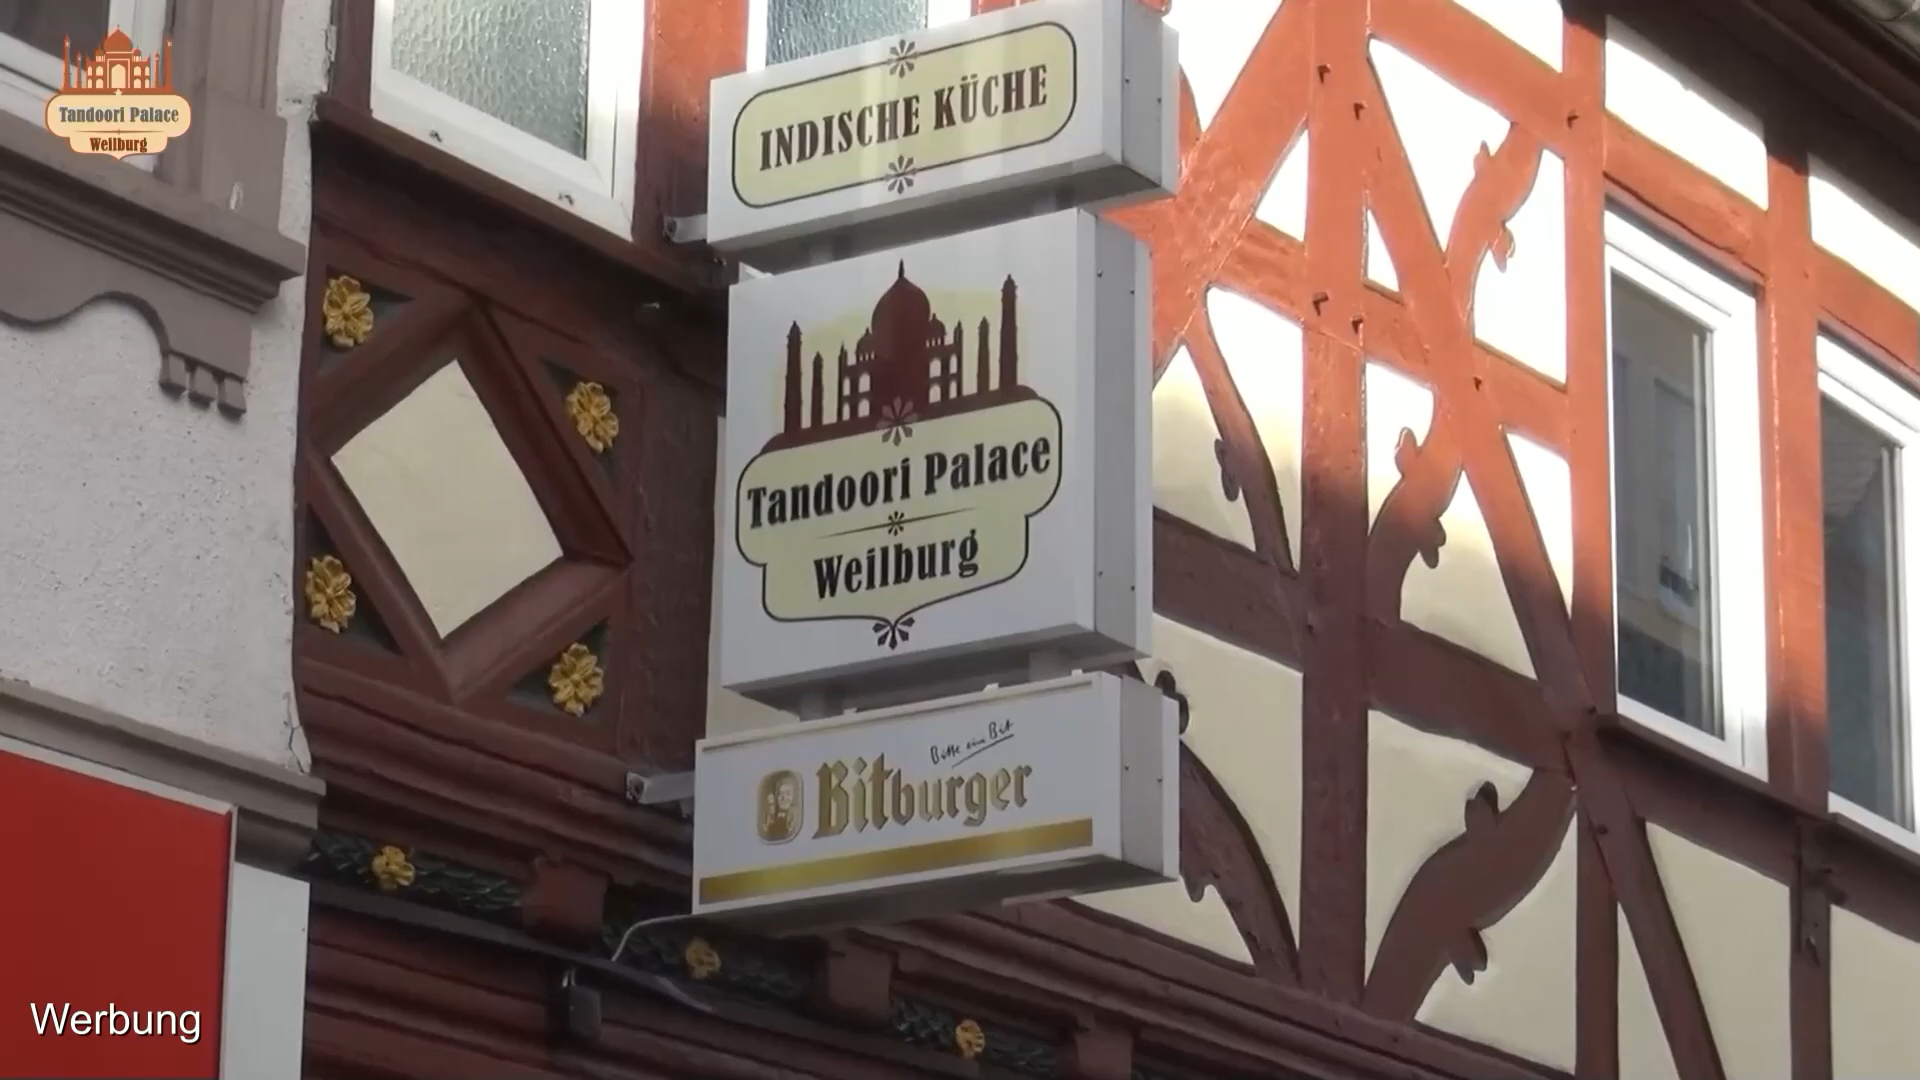 Tandoori Palace
Weilburg
INDISCHE KÜCHE
Tandoori Palace
Weilburg
Bitte ein Bit
Bitburger
Werbung